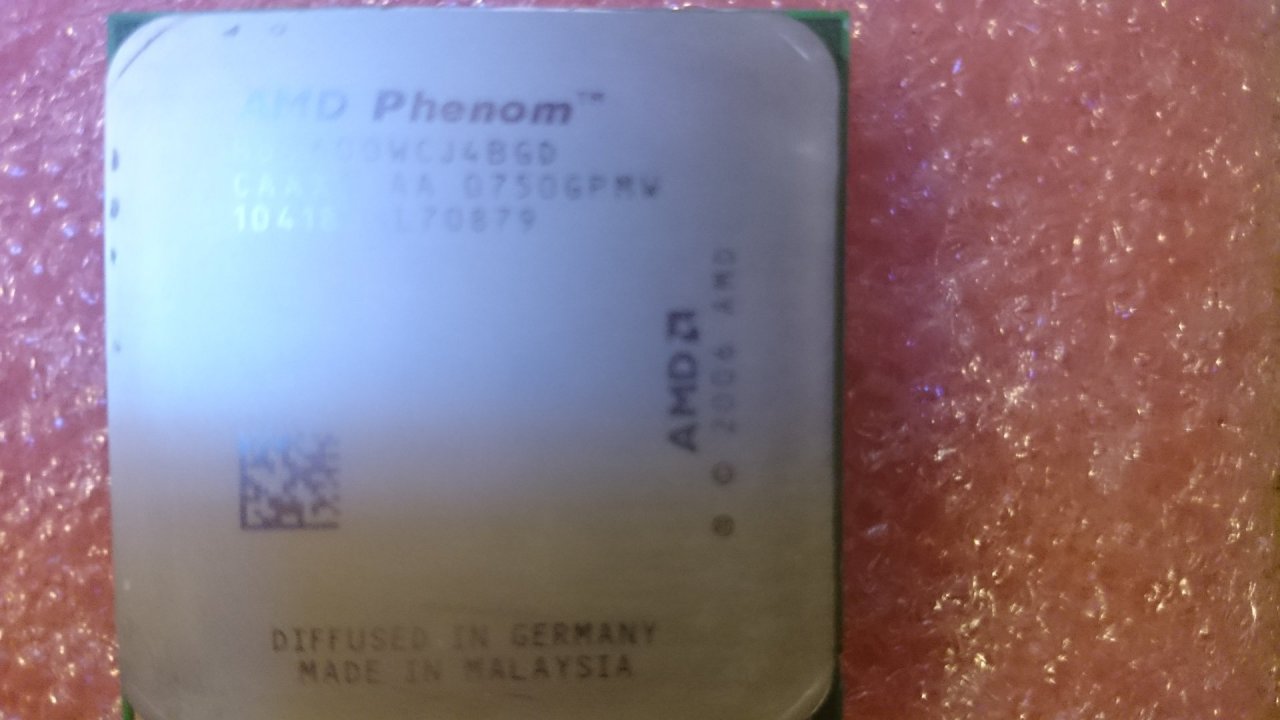 AMD Phenom™
AA 0750GPMW
L70879
AMD
© 2006 AMD
DIFFUSED IN GERMANY
MADE IN MALAYSIA